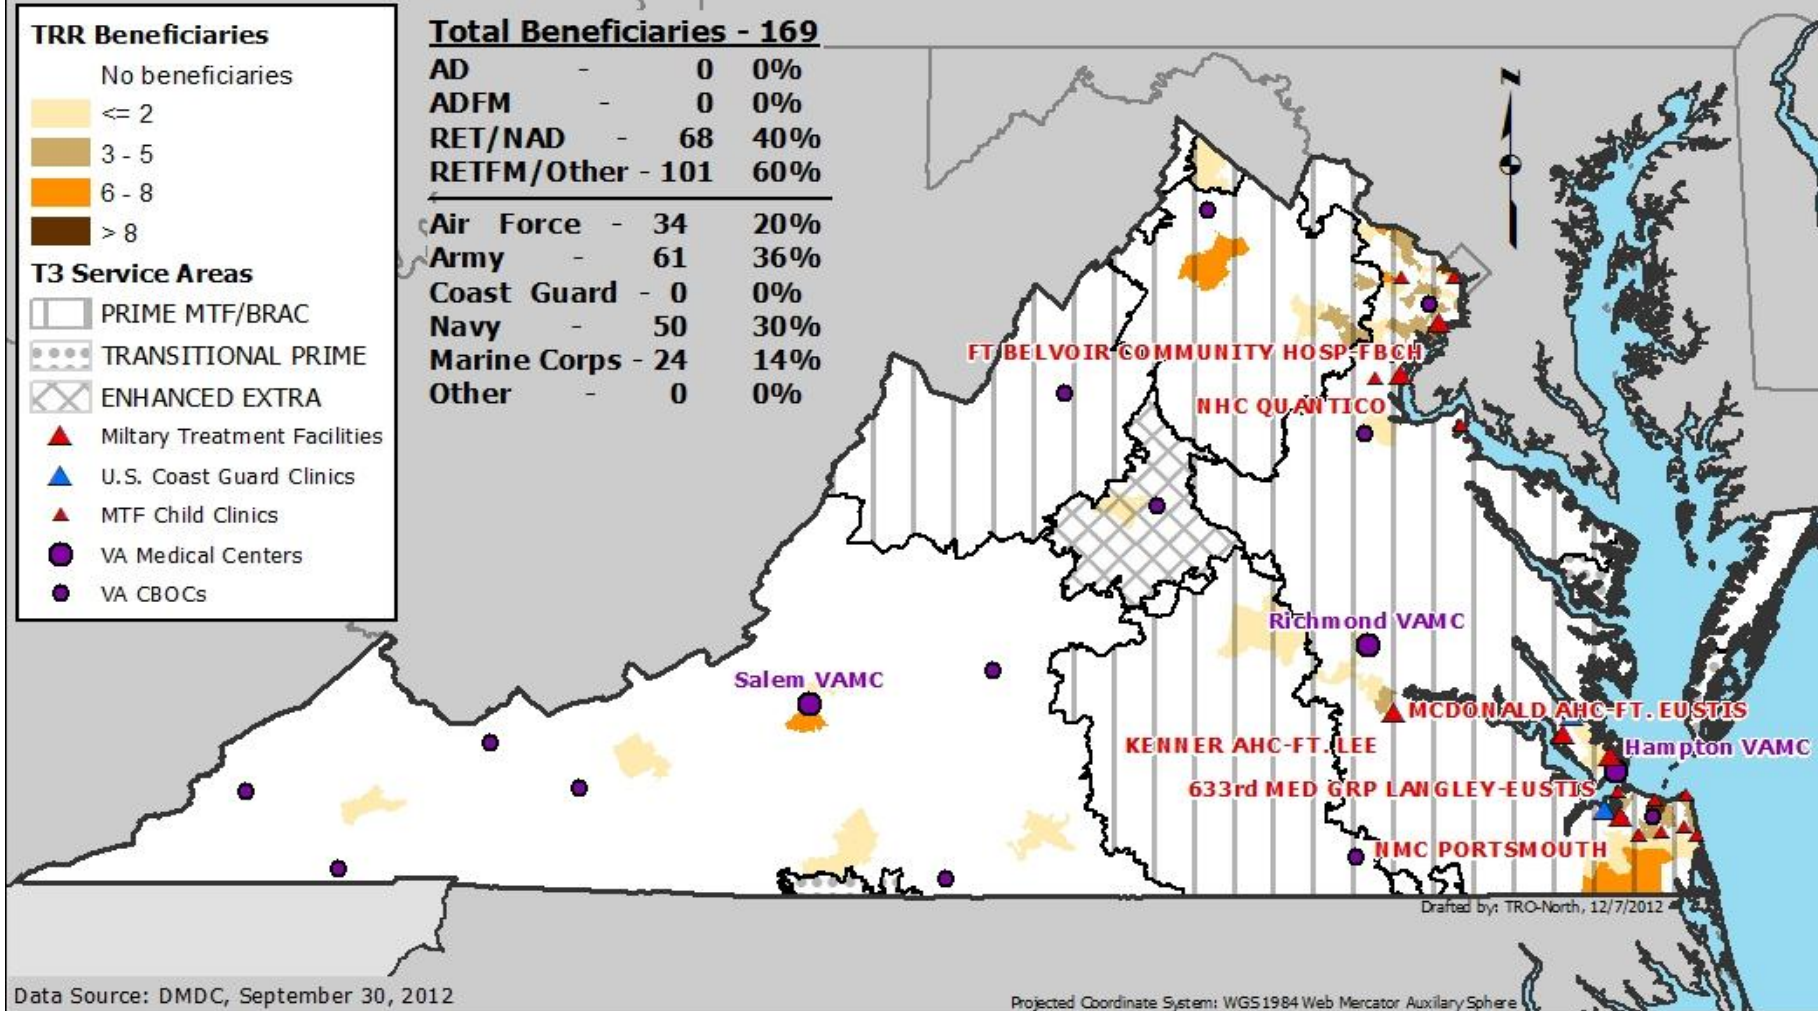 TRR Beneficiaries
No beneficiaries
<= 2
3 - 5
6 - 8
> 8
T3 Service Areas
PRIME MTF/BRAC
TRANSITIONAL PRIME
ENHANCED EXTRA
Miltary Treatment Facilities
U.S. Coast Guard Clinics
MTF Child Clinics
VA Medical Centers
VA CBOCs
Total Beneficiaries - 169
AD - 0 0%
ADFM - 0 0%
RET/NAD - 68 40%
RETFM/Other - 101 60%
Air Force - 34 20%
Army - 61 36%
Coast Guard - 0 0%
Navy - 50 30%
Marine Corps - 24 14%
Other - 0 0%
Z
FT BELVOIR COMMUNITY HOSP-FBCH
NHC QUANTICO
Richmond VAMC
Salem VAMC
MCDONALD AHC-FT. EUSTIS
KENNER AHC-FT. LEE
Hampton VAMC
633rd MED GRP LANGLEY-EUSTIS
NMC PORTSMOUTH
Drafted by: TRO-North, 12/7/2012
Data Source: DMDC, September 30, 2012
Projected Coordinate System: WGS 1984 Web Mercator Auxilary Sphere